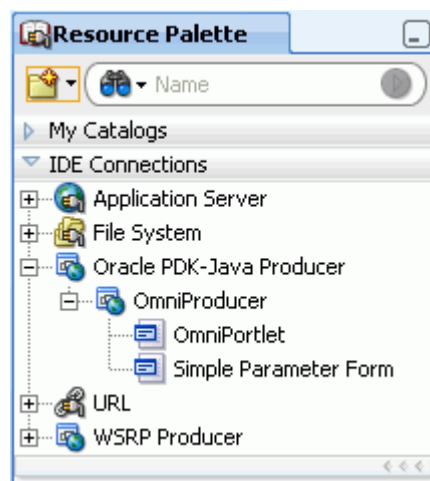 Resource Palette
Name
My Catalogs
IDE Connections
Application Server
File System
Oracle PDK-Java Producer
OmniProducer
OmniPortlet
Simple Parameter Form
URL
WSRP Producer